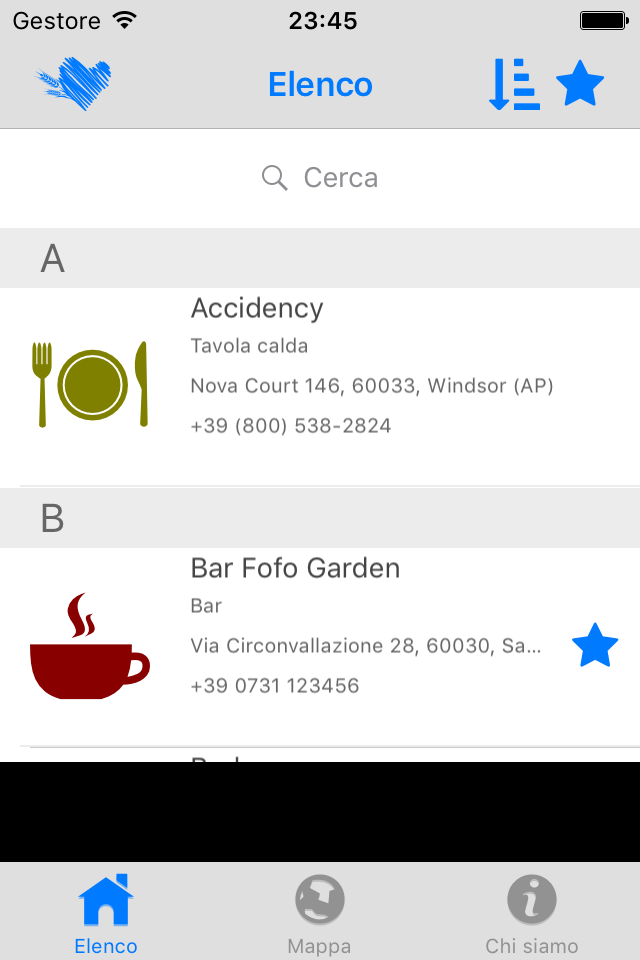 Gestore 23:45
Elenco
Cerca
A
Accidency
Tavola calda
Nova Court 146, 60033, Windsor (AP)
+39 (800) 538-2824
B
Bar Fofo Garden
Bar
Via Circonvallazione 28, 60030, Sa...
+39 0731 123456
Elenco Mappa Chi siamo